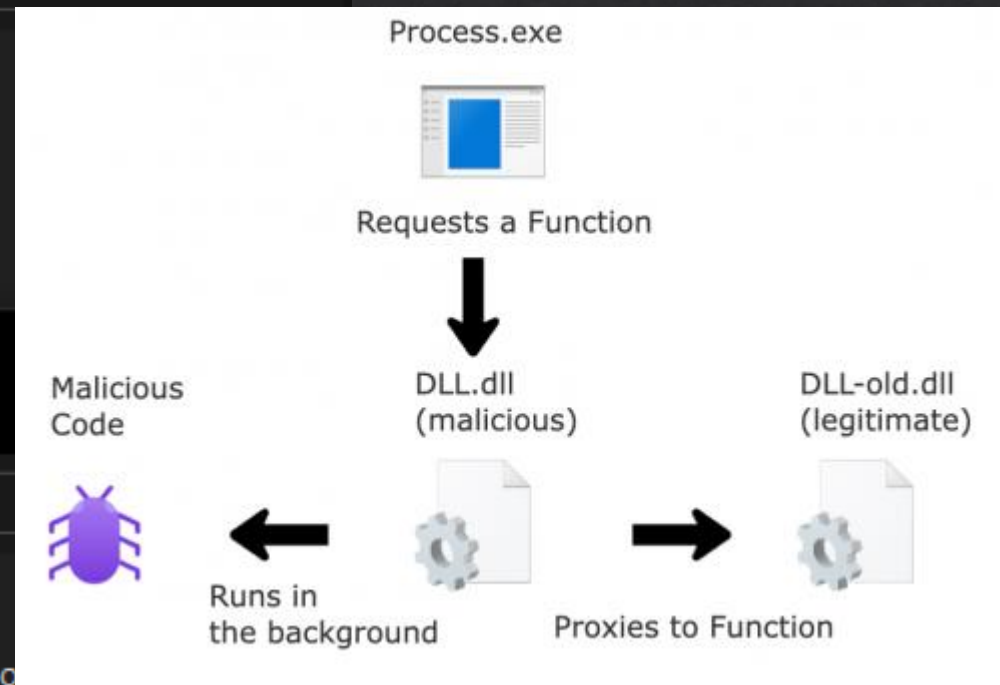 Process.exe
Requests a Function
Malicious
Code
DLL.dll
(malicious)
DLL-old.dll
(legitimate)
Runs in
the background
Proxies to Function